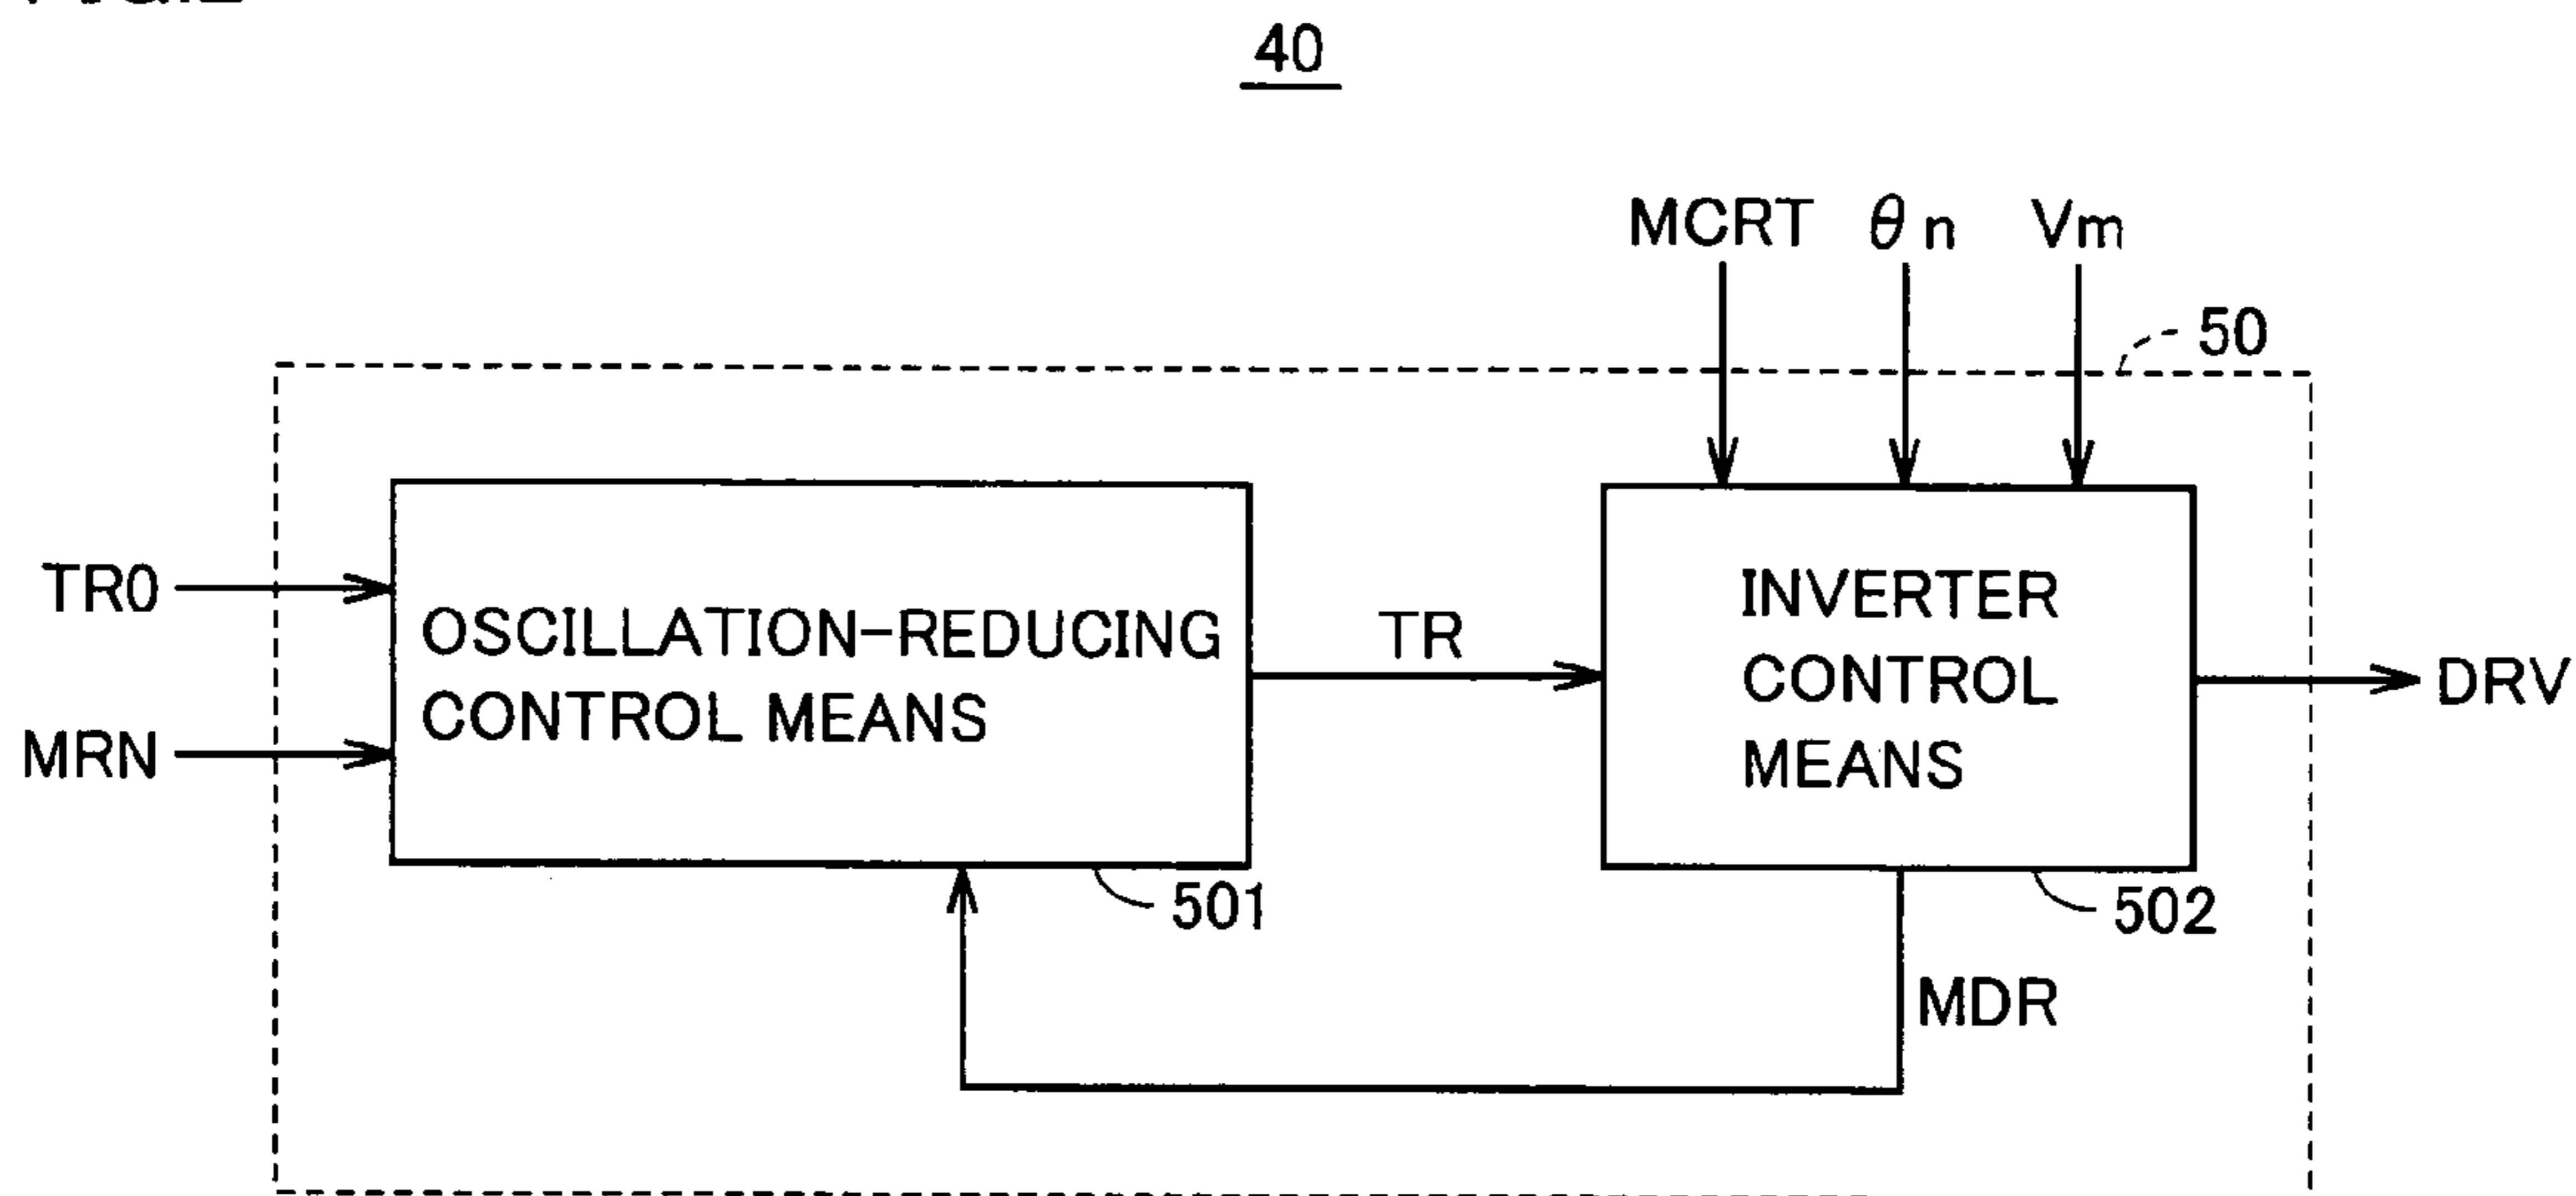 40
MCRT θn Vm
50
TR0
OSCILLATION-REDUCING
CONTROL MEANS
MRN
TR
INVERTER
CONTROL
MEANS
DRV
501
502
MDR